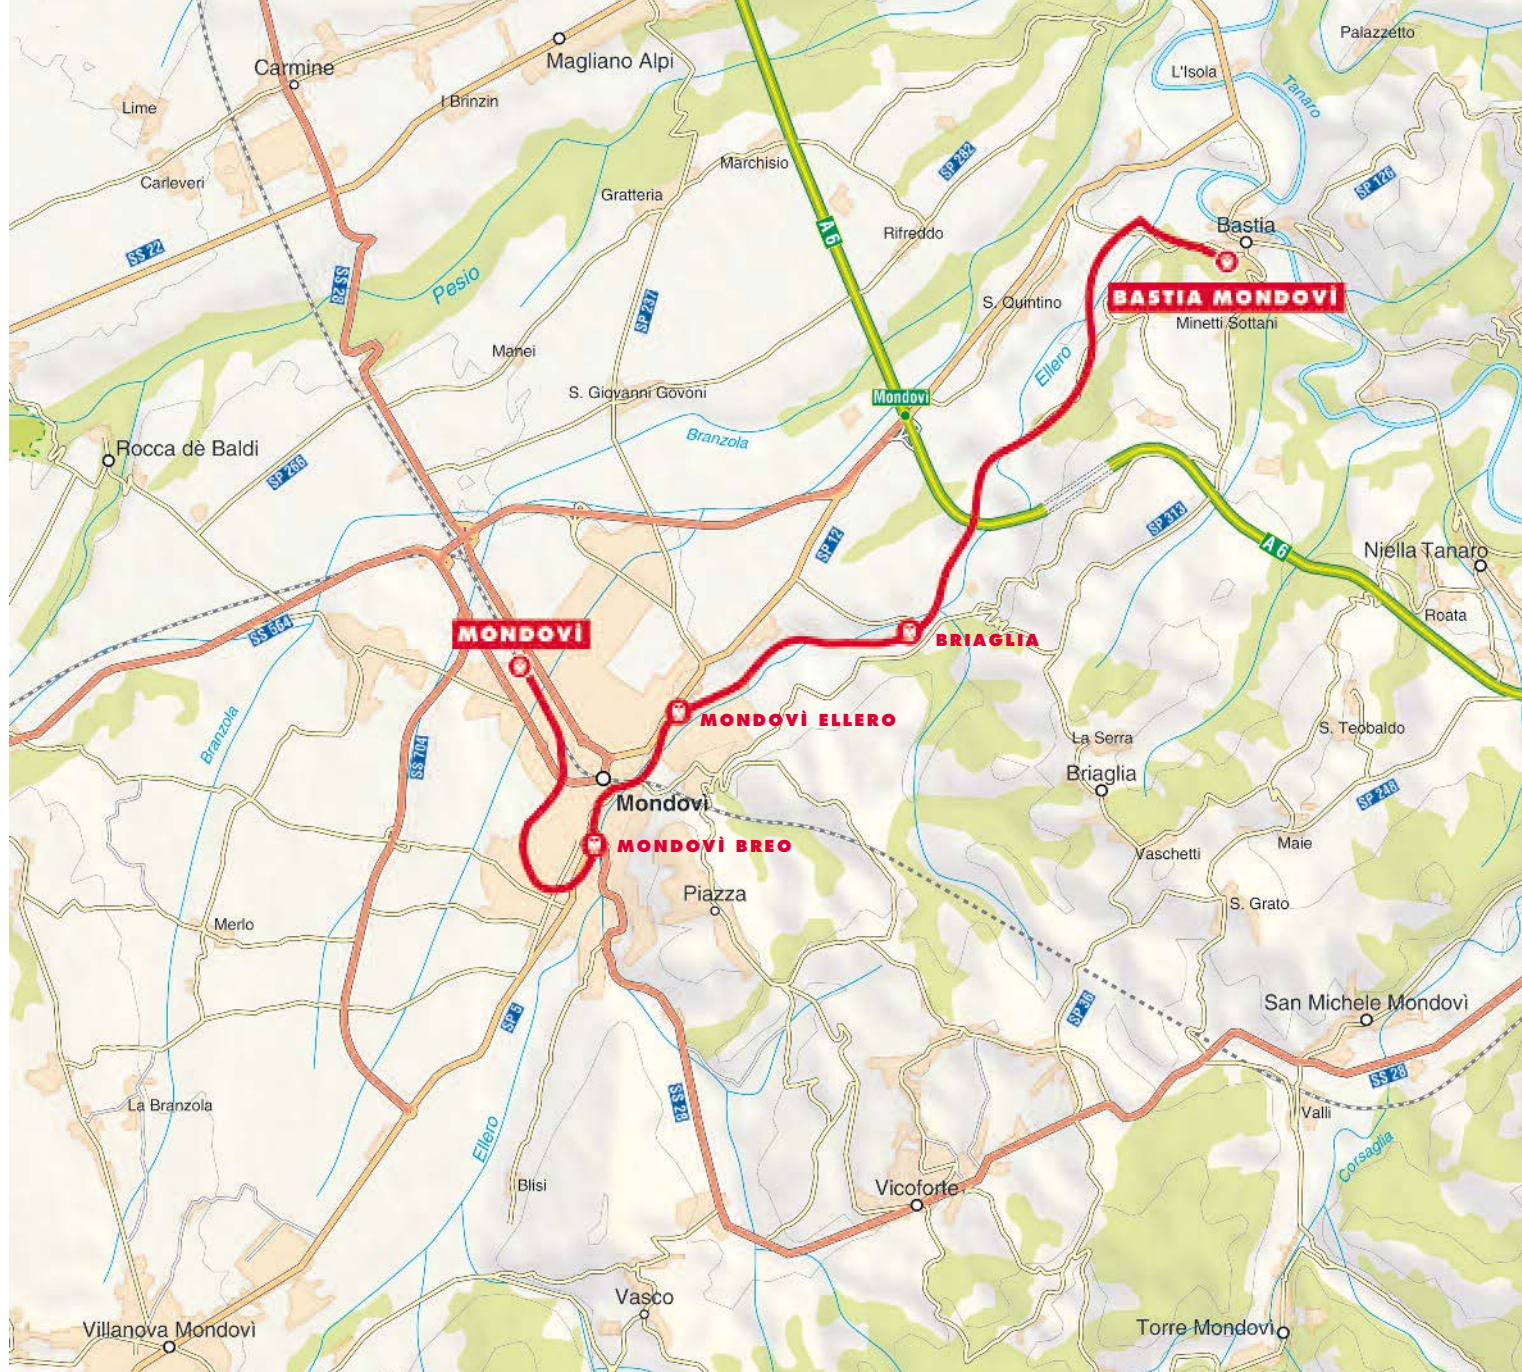 Palazzetto
Magliano Alpi
Carmine
L'Isola
Tanaro
Lime
I Brinzin
Marchisio
SP 282
Carleveri
SP 126
Gratteria
A 6
Rifreddo
Bastia
SS 22
SS 28
Pesio
BASTIA MONDOVÌ
S. Quintino
SP 237
Minetti Sottani
Manei
Ellero
S. Giovanni Govoni
Mondovì
Branzola
Rocca dè Baldi
SP 266
SP 12
SP 313
A 6
Niella Tanaro
Roata
SS 564
MONDOVÌ
BRIAGLIA
MONDOVÌ ELLERO
Branzola
SS 704
La Serra
S. Teobaldo
Briaglia
SP 248
Mondovì
MONDOVÌ BREO
Maie
Vaschetti
Piazza
S. Grato
Merlo
SP 5
SP 36
San Michele Mondovì
SS 28
SS 28
La Branzola
Valli
Ellero
Corsaglia
Blisi
Vicoforte
Vasco
Villanova Mondovì
Torre Mondovì